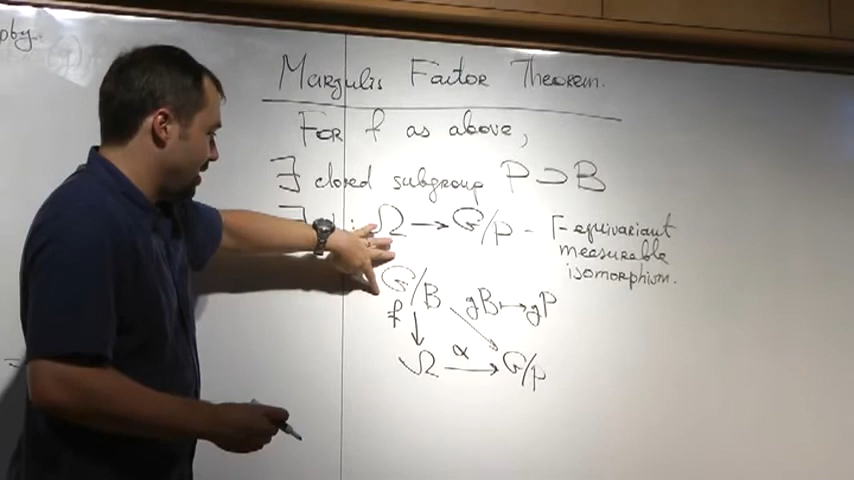 Margulis Factor Theorem.
For f as above,
∃ closed subgroup P ⊃ B
∃ : Ω → G/P - Γ-equivariant
measurable
isomorphism.
G/B gB ↦ gP
f ↓ ↘
Ω α → G/P